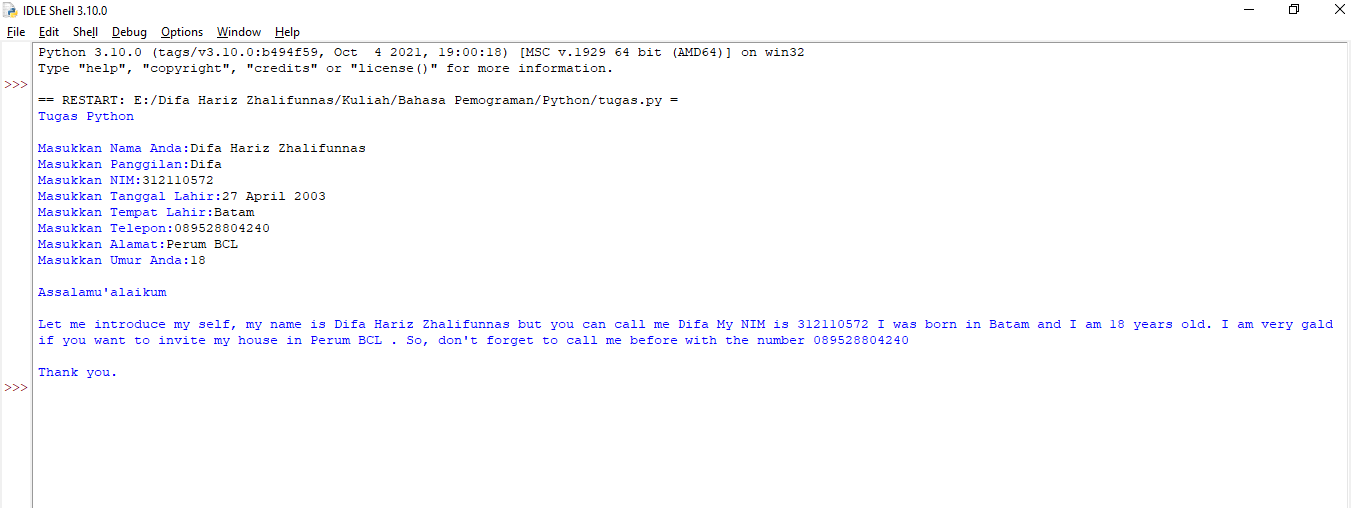 IDLE Shell 3.10.0
File Edit Shell Debug Options Window Help
Python 3.10.0 (tags/v3.10.0:b494f59, Oct  4 2021, 19:00:18) [MSC v.1929 64 bit (AMD64)] on win32
Type "help", "copyright", "credits" or "license()" for more information.
>>>
== RESTART: E:/Difa Hariz Zhalifunnas/Kuliah/Bahasa Pemograman/Python/tugas.py =
Tugas Python
Masukkan Nama Anda:Difa Hariz Zhalifunnas
Masukkan Panggilan:Difa
Masukkan NIM:312110572
Masukkan Tanggal Lahir:27 April 2003
Masukkan Tempat Lahir:Batam
Masukkan Telepon:089528804240
Masukkan Alamat:Perum BCL
Masukkan Umur Anda:18
Assalamu'alaikum
Let me introduce my self, my name is Difa Hariz Zhalifunnas but you can call me Difa My NIM is 312110572 I was born in Batam and I am 18 years old. I am very gald
if you want to invite my house in Perum BCL . So, don't forget to call me before with the number 089528804240
Thank you.
>>>